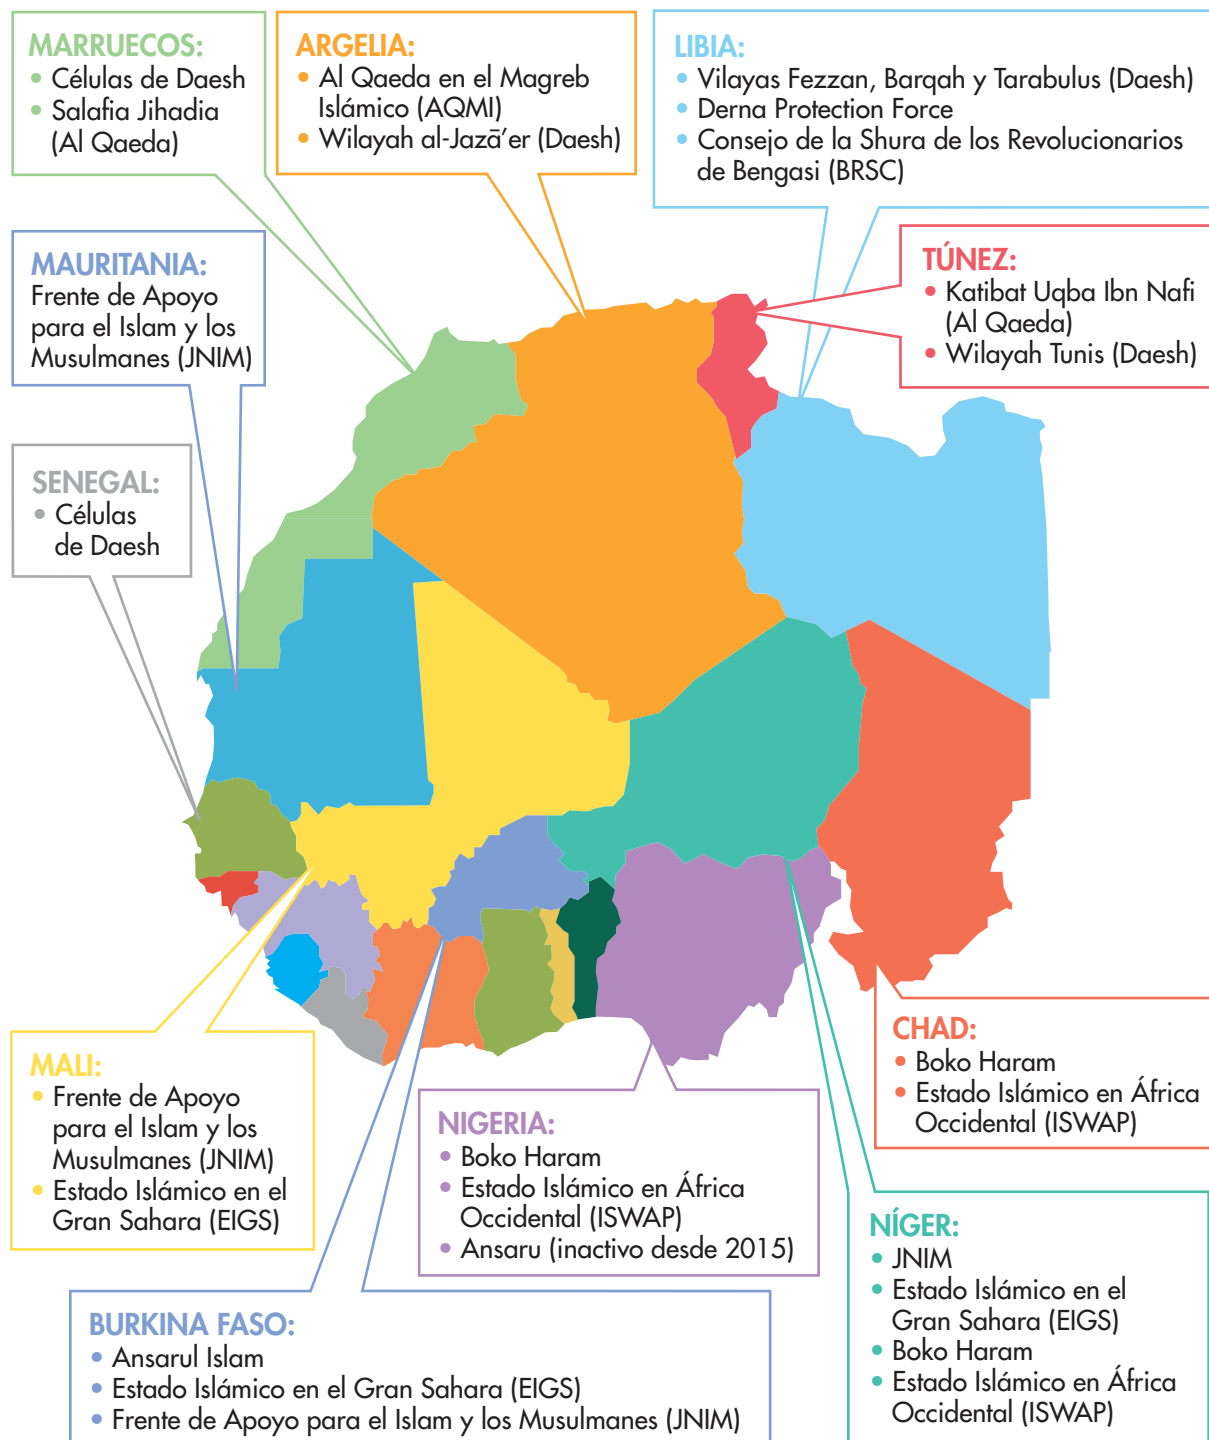 MARRUECOS:
• Células de Daesh
• Salafia Jihadia
(Al Qaeda)
ARGELIA:
• Al Qaeda en el Magreb
Islámico (AQMI)
• Wilayah al-Jazā’er (Daesh)
LIBIA:
• Vilayas Fezzan, Barqah y Tarabulus (Daesh)
• Derna Protection Force
• Consejo de la Shura de los Revolucionarios
de Bengasi (BRSC)
MAURITANIA:
Frente de Apoyo
para el Islam y los
Musulmanes (JNIM)
TÚNEZ:
• Katibat Uqba Ibn Nafi
(Al Qaeda)
• Wilayah Tunis (Daesh)
SENEGAL:
• Células
de Daesh
MALI:
• Frente de Apoyo
para el Islam y los
Musulmanes (JNIM)
• Estado Islámico en el
Gran Sahara (EIGS)
NIGERIA:
• Boko Haram
• Estado Islámico en África
Occidental (ISWAP)
• Ansaru (inactivo desde 2015)
CHAD:
• Boko Haram
• Estado Islámico en África
Occidental (ISWAP)
NÍGER:
• JNIM
• Estado Islámico en el
Gran Sahara (EIGS)
• Boko Haram
• Estado Islámico en África
Occidental (ISWAP)
BURKINA FASO:
• Ansarul Islam
• Estado Islámico en el Gran Sahara (EIGS)
• Frente de Apoyo para el Islam y los Musulmanes (JNIM)